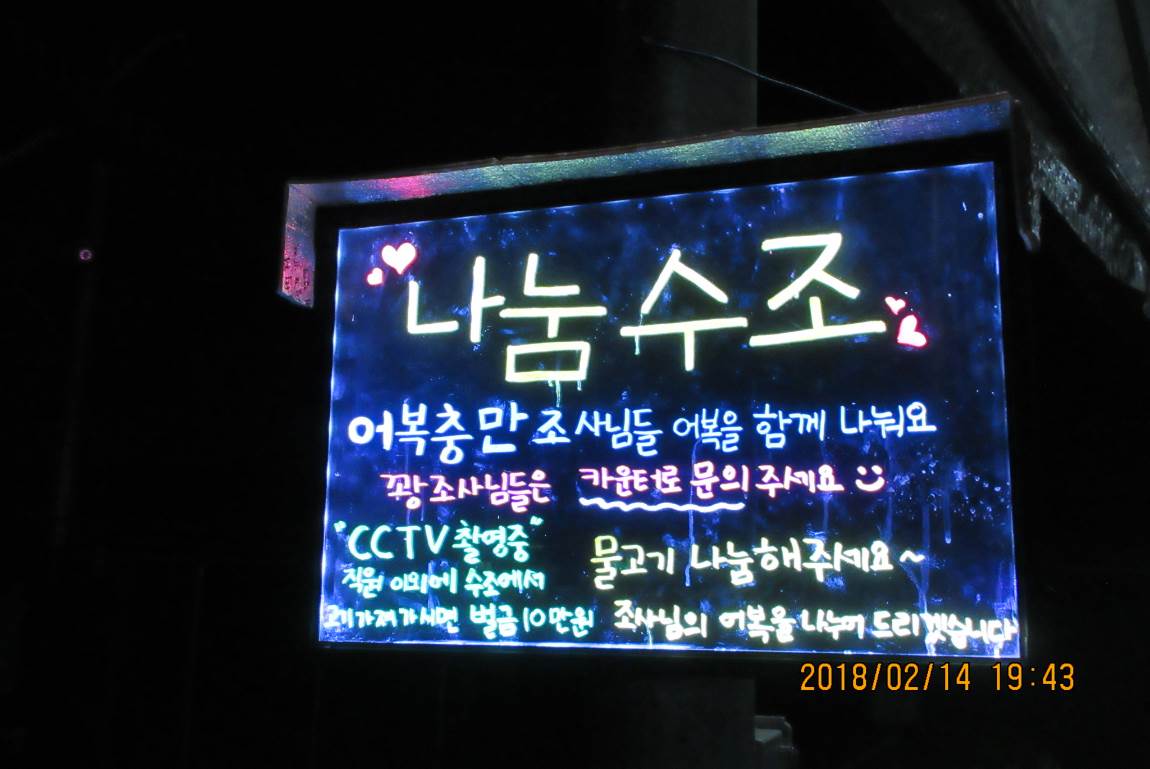 나눔수조
어복충만 조사님들 어복을 함께 나눠요
꽝조사님들은 카운터로 문의주세요
"CCTV 촬영중"
직원 이외에 수조에서
고기가져가시면 벌금10만원
물고기 나눔해주세요~
조사님의 어복을 나누어 드리겠습니다
2018/02/14 19:43